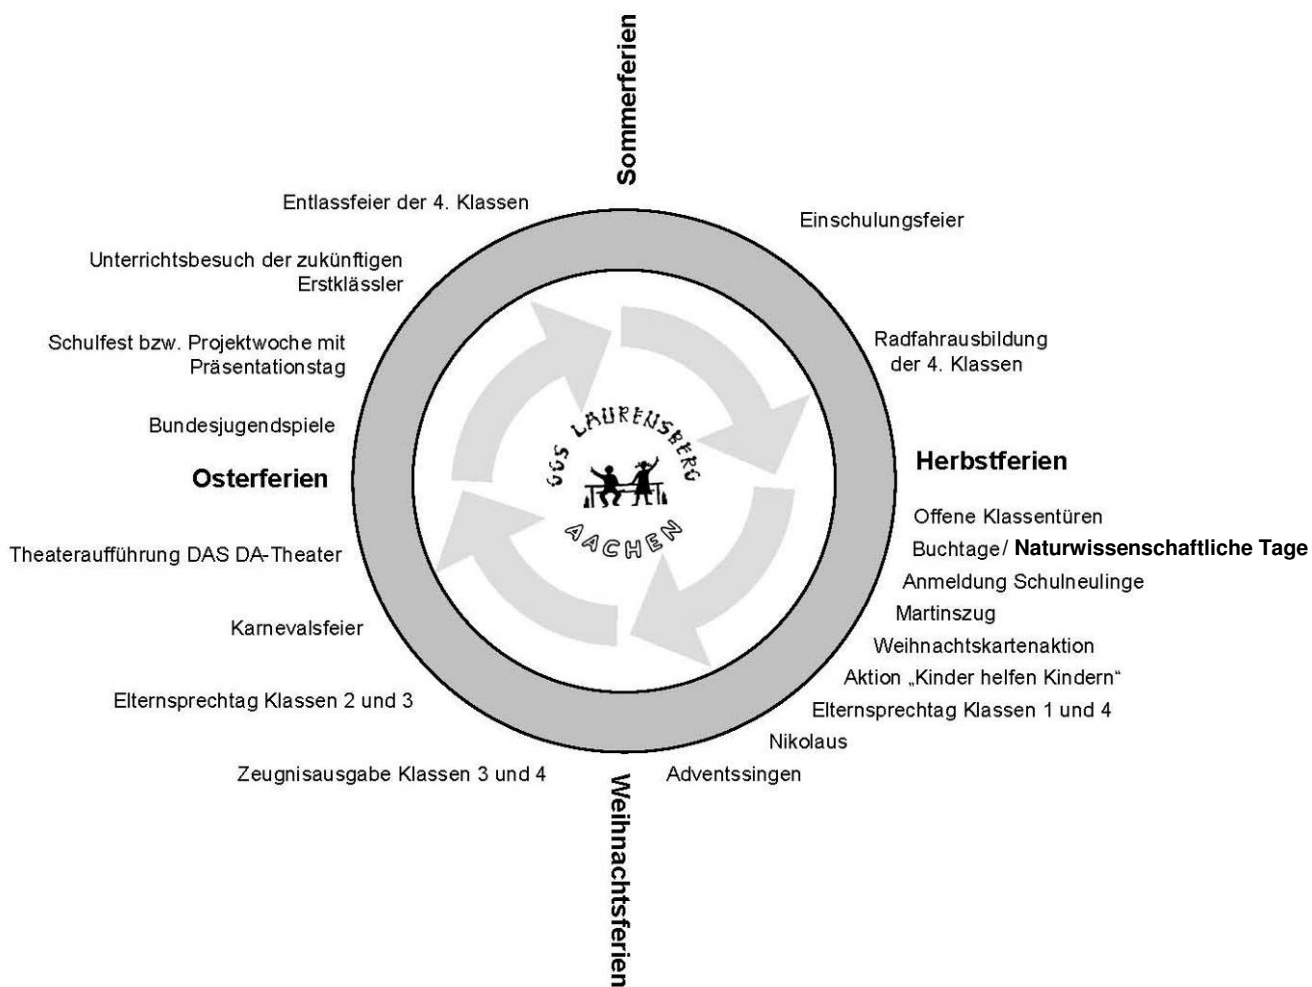 Sommerferien
Einschulungsfeier
Radfahrausbildung
der 4. Klassen
Herbstferien
Offene Klassentüren
Buchtage/ Naturwissenschaftliche Tage
Anmeldung Schulneulinge
Martinszug
Weihnachtskartenaktion
Aktion „Kinder helfen Kindern“
Elternsprechtag Klassen 1 und 4
Nikolaus
Adventssingen
Weihnachtsferien
Zeugnisausgabe Klassen 3 und 4
Elternsprechtag Klassen 2 und 3
Karnevalsfeier
Theateraufführung DAS DA-Theater
Osterferien
Bundesjugendspiele
Schulfest bzw. Projektwoche mit
Präsentationstag
Unterrichtsbesuch der zukünftigen
Erstklässler
Entlassfeier der 4. Klassen
GGS LAURENSBERG
AACHEN